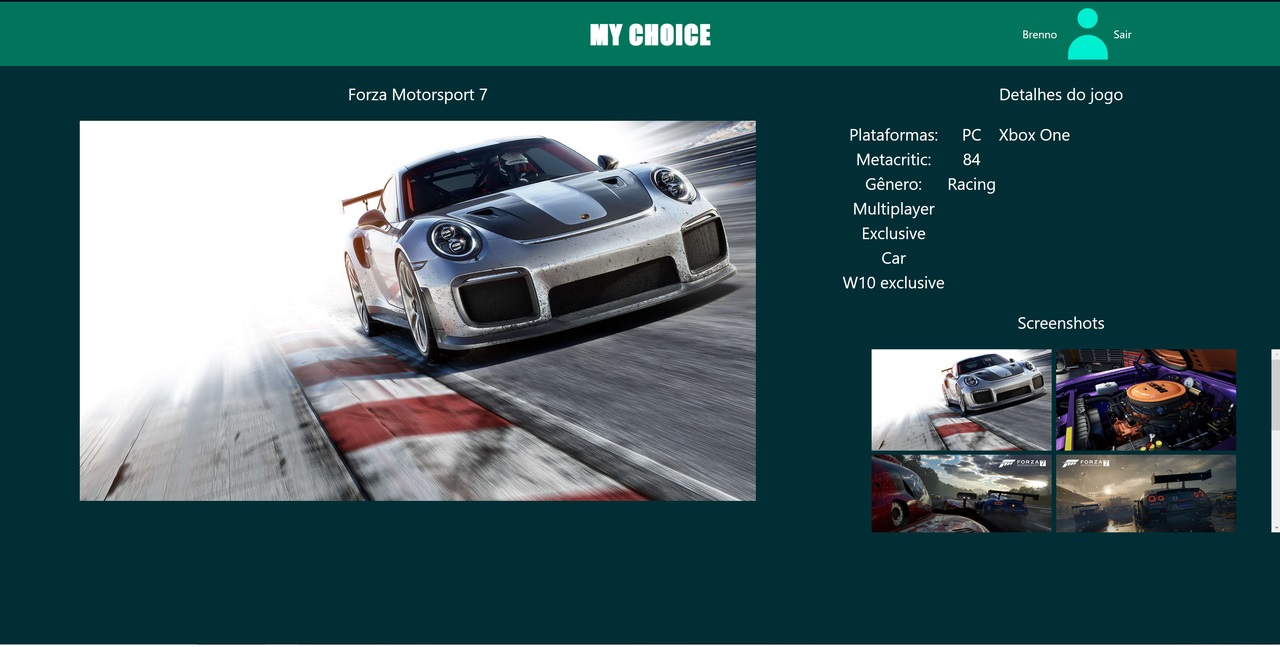 MY CHOICE
Brenno
Sair
Forza Motorsport 7
Detalhes do jogo
Plataformas: PC Xbox One
Metacritic: 84
Gênero: Racing
Multiplayer
Exclusive
Car
W10 exclusive
Screenshots
FORZA 7
FORZA 7